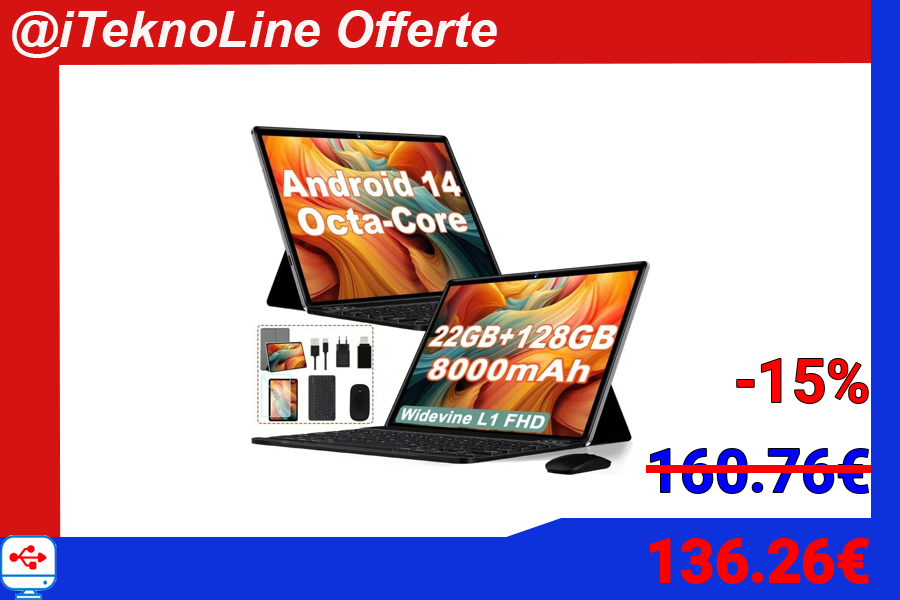 @iTeknoLine Offerte
Android 14
Octa-Core
22GB+128GB
8000mAh
Widevine L1 FHD
-15%
160.76€
136.26€